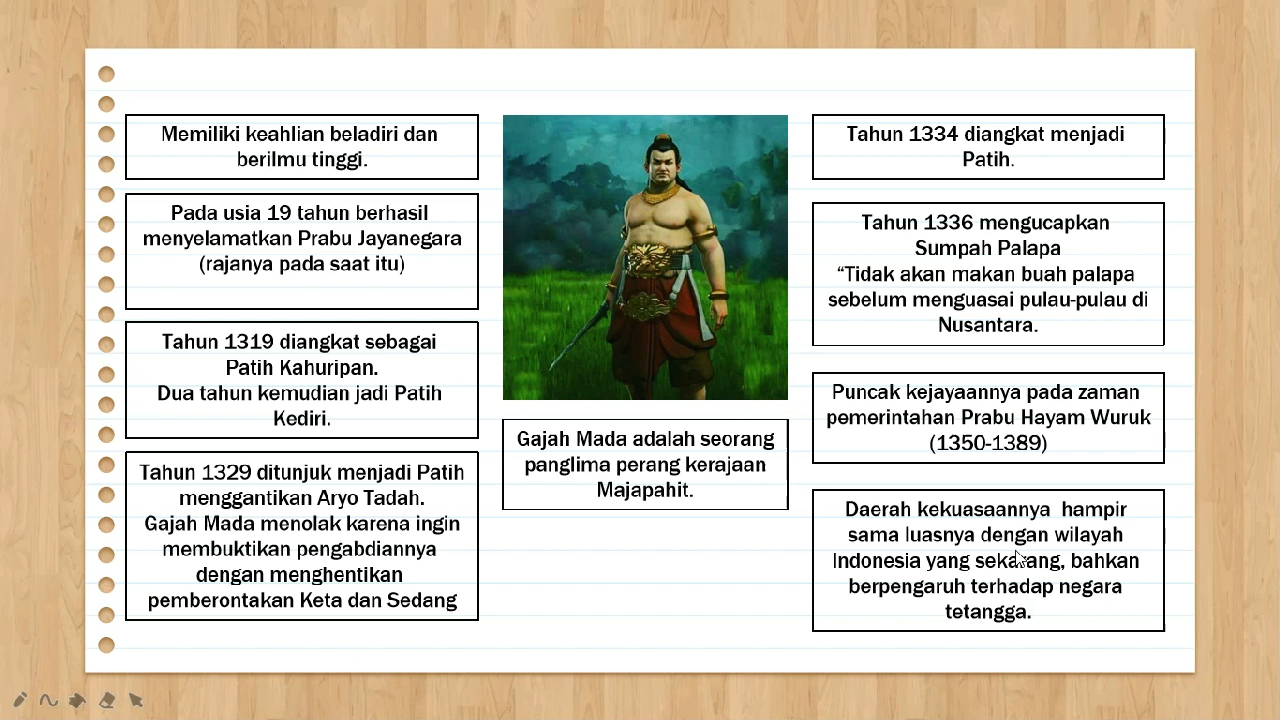 Memiliki keahlian beladiri dan
berilmu tinggi.
Pada usia 19 tahun berhasil
menyelamatkan Prabu Jayanegara
(rajanya pada saat itu)
Tahun 1319 diangkat sebagai
Patih Kahuripan.
Dua tahun kemudian jadi Patih
Kediri.
Tahun 1329 ditunjuk menjadi Patih
menggantikan Aryo Tadah.
Gajah Mada menolak karena ingin
membuktikan pengabdiannya
dengan menghentikan
pemberontakan Keta dan Sedang
Gajah Mada adalah seorang
panglima perang kerajaan
Majapahit.
Tahun 1334 diangkat menjadi
Patih.
Tahun 1336 mengucapkan
Sumpah Palapa
“Tidak akan makan buah palapa
sebelum menguasai pulau-pulau di
Nusantara.
Puncak kejayaannya pada zaman
pemerintahan Prabu Hayam Wuruk
(1350-1389)
Daerah kekuasaannya  hampir
sama luasnya dengan wilayah
Indonesia yang sekarang, bahkan
berpengaruh terhadap negara
tetangga.